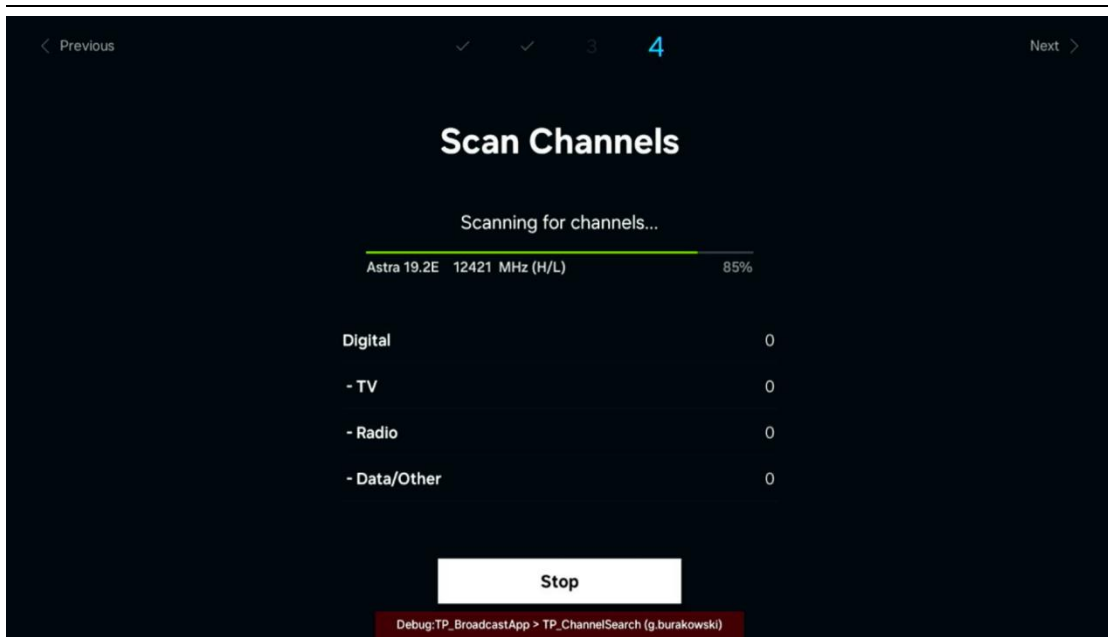 Previous 3 4 Next
Scan Channels
Scanning for channels...
Astra 19.2E 12421 MHz (H/L) 85%
Digital 0
- TV 0
- Radio 0
- Data/Other 0
Stop
Debug:TP_BroadcastApp > TP_ChannelSearch (g.burakowski)